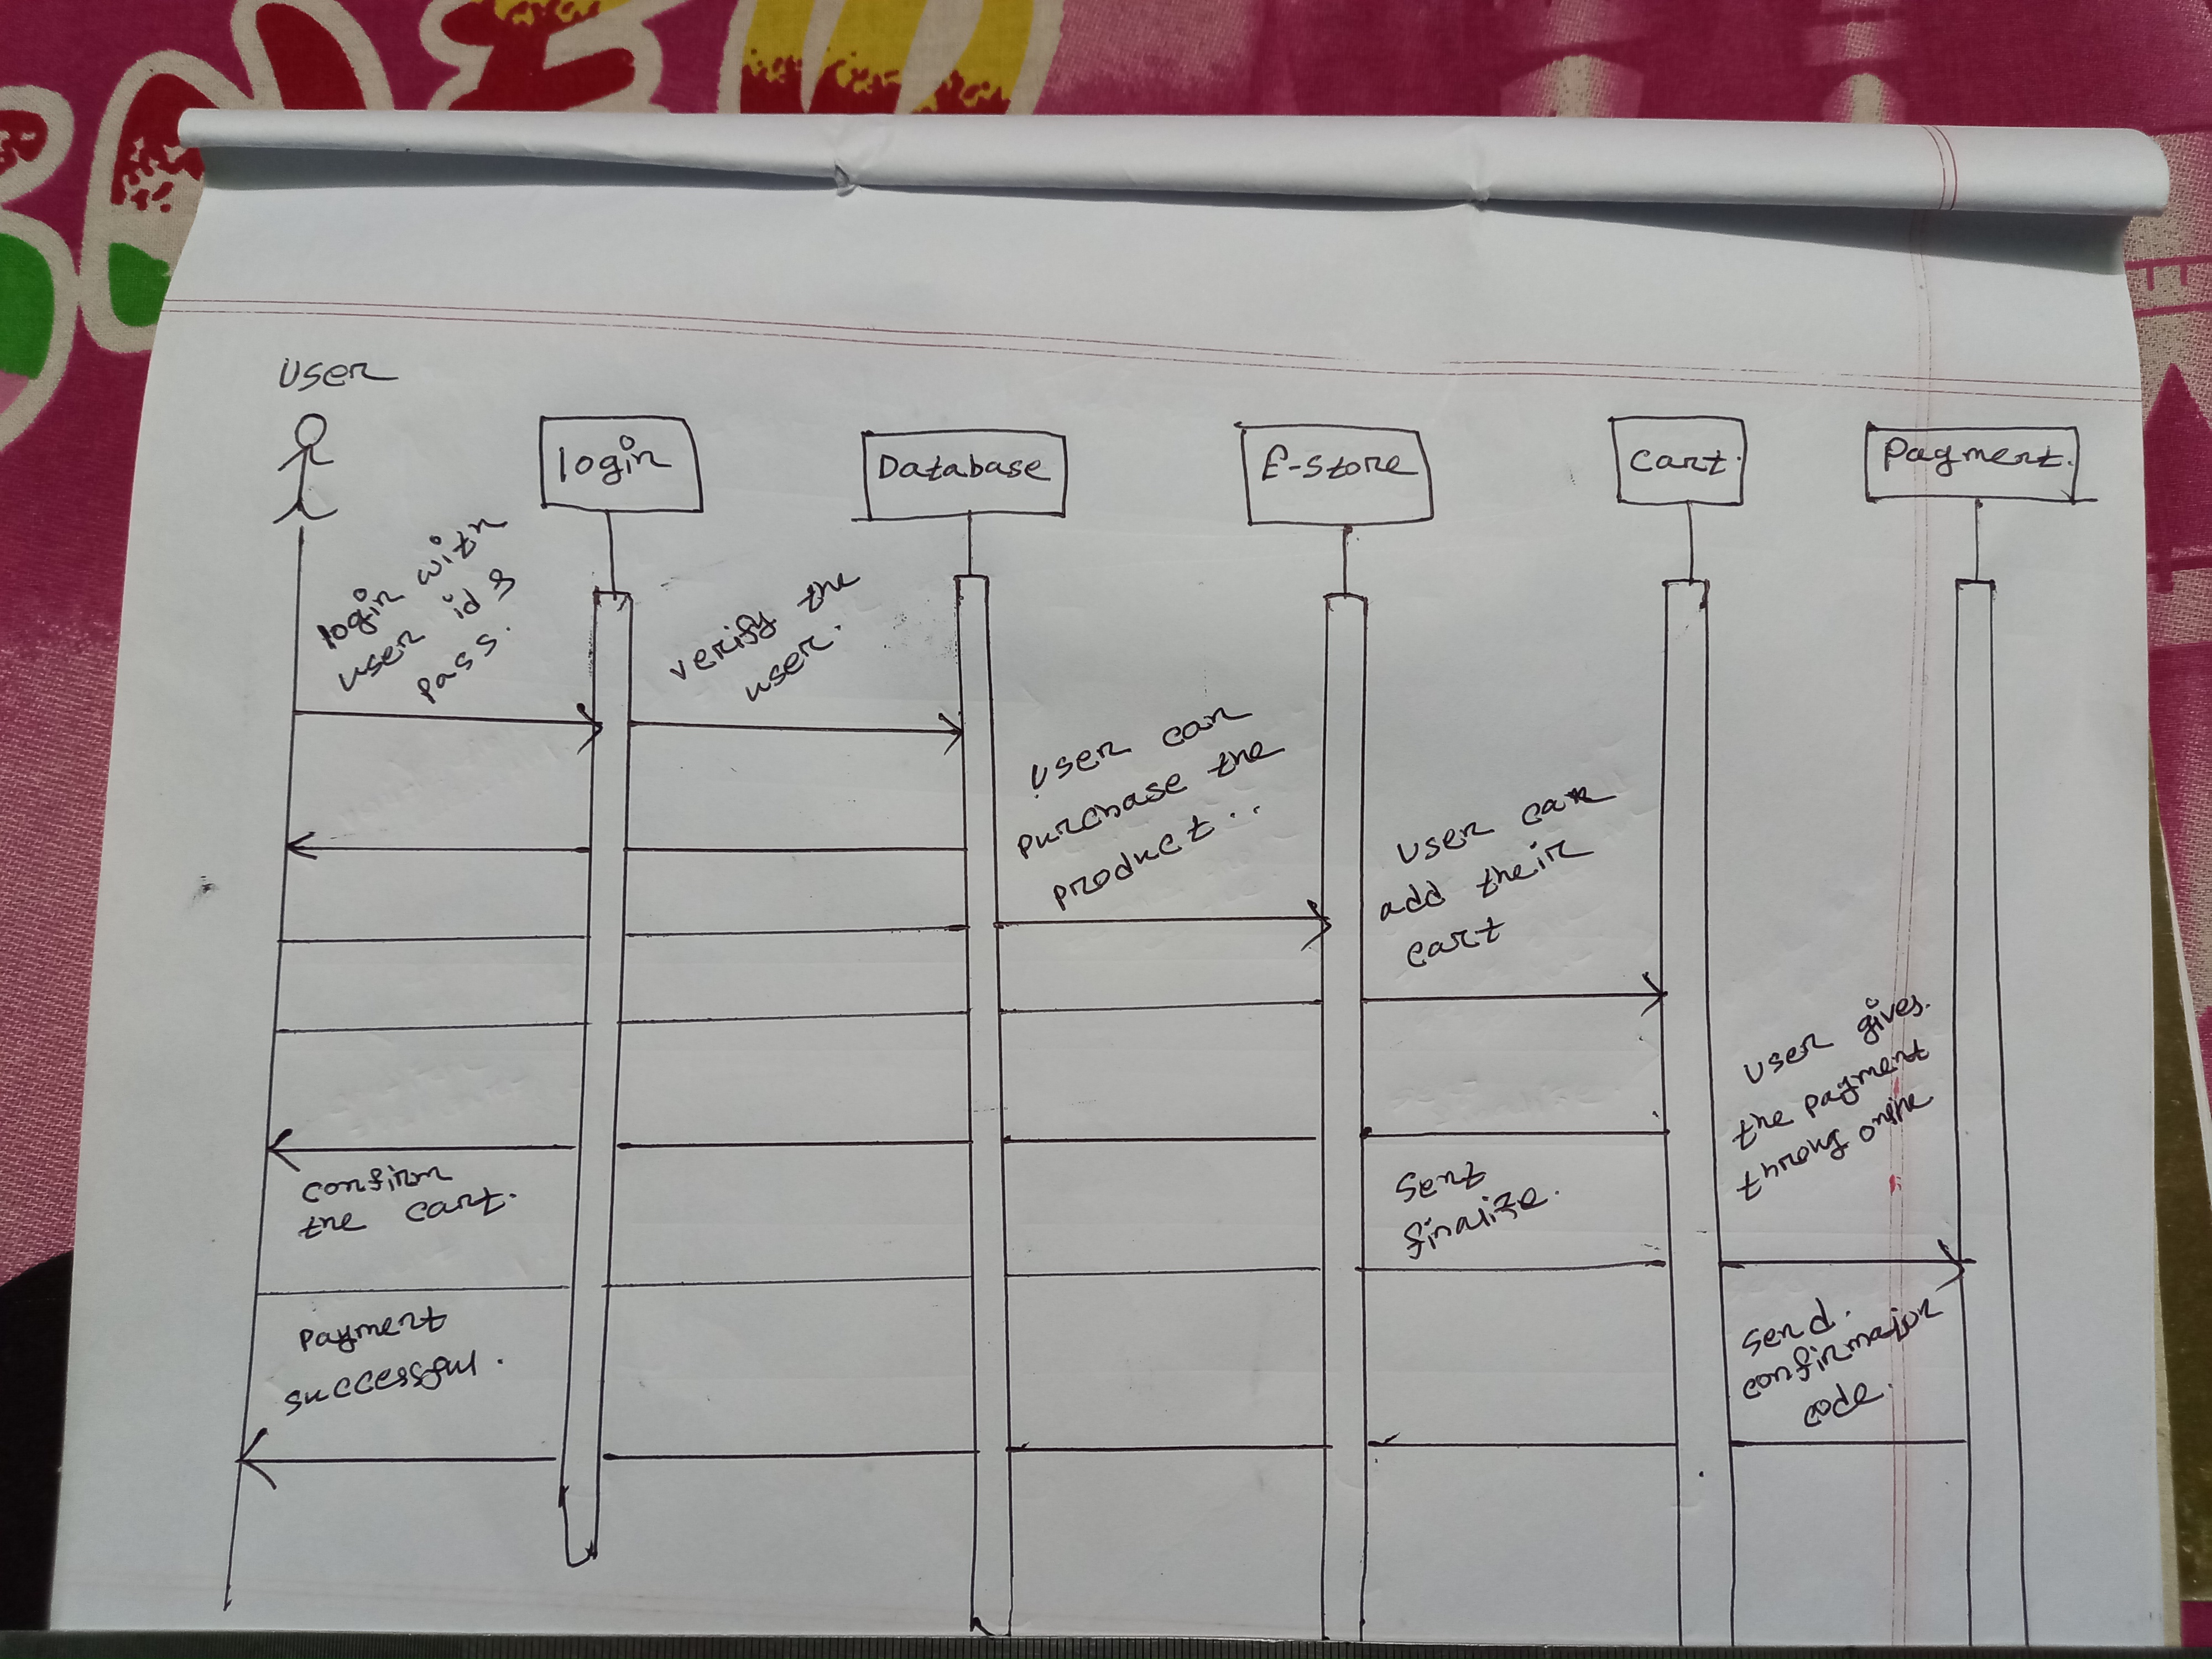 User
login
Database
E-store
Cart.
Payment.
login with
user id &
pass.
verify the
user.
User can
purchase the
product..
user can
add their
cart
confirm
the cart.
sent
finalize.
user gives.
the payment
through online
payment
successful.
send.
confirmation
code.